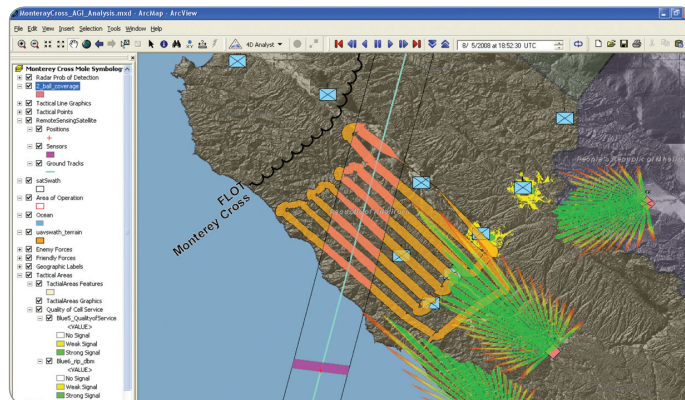 MonterayCross_AGI_Analysis.mxd - ArcMap - ArcView
File Edit View Insert Selection Tools Window Help
4D Analyst
8/ 5/2008 at 18:52:30 UTC
Monterey Cross Mole Symbology
Radar Prob of Detection
2_ball_coverage
Tactical Line Graphics
Tactical Points
RemoteSensingSatellite
Positions
Sensors
Ground Tracks
satSwath
Area of Operation
Ocean
uavswath_terrain
Enemy Forces
Friendly Forces
Geographic Labels
Tactical Areas
TactialAreas Features
TactialAreas Graphics
Quality of Cell Service
Blue5_QualityofService
<VALUE>
No Signal
Weak Signal
Strong Signal
Blue6_rip_dbm
<VALUE>
No Signal
Weak Signal
Strong Signal
FLOT
Monterey Cross
People's Republic of